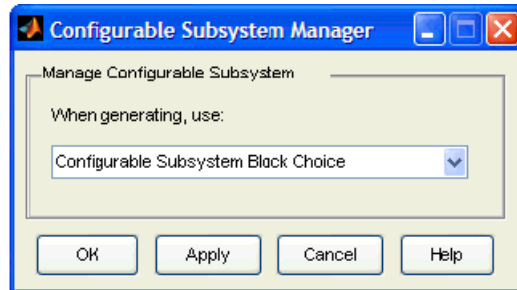 Configurable Subsystem Manager
Manage Configurable Subsystem
When generating, use:
Configurable Subsystem Block Choice
OK Apply Cancel Help